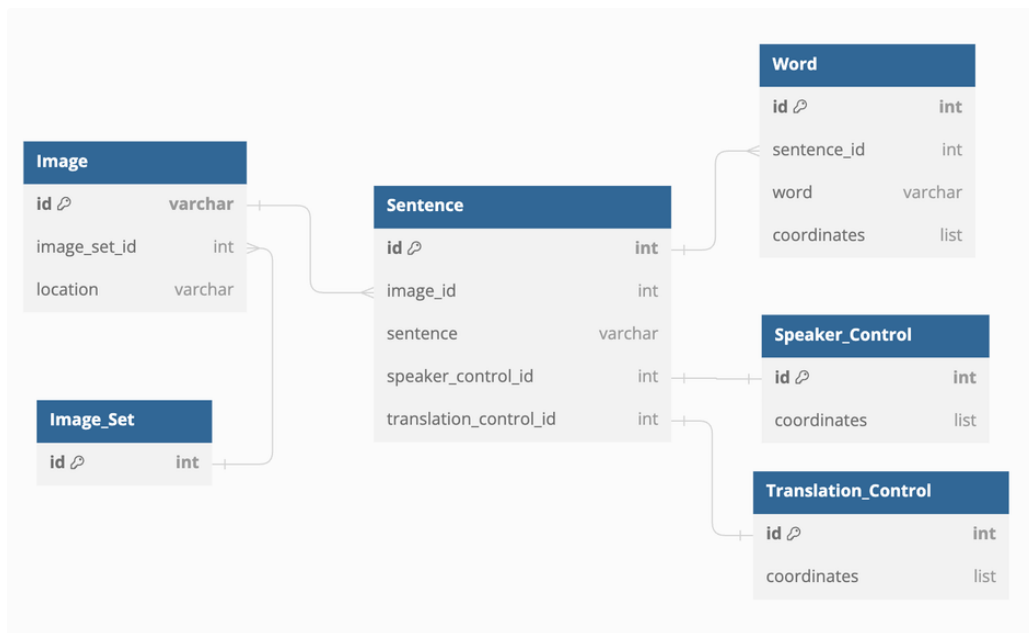 Image
id varchar
image_set_id int
location varchar
Image_Set
id int
Sentence
id int
image_id int
sentence varchar
speaker_control_id int
translation_control_id int
Word
id int
sentence_id int
word varchar
coordinates list
Speaker_Control
id int
coordinates list
Translation_Control
id int
coordinates list